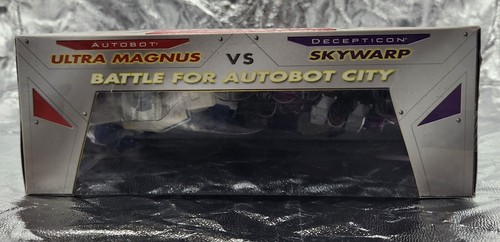 AUTOBOT®
ULTRA MAGNUS
VS
DECEPTICON®
SKYWARP
BATTLE FOR AUTOBOT CITY